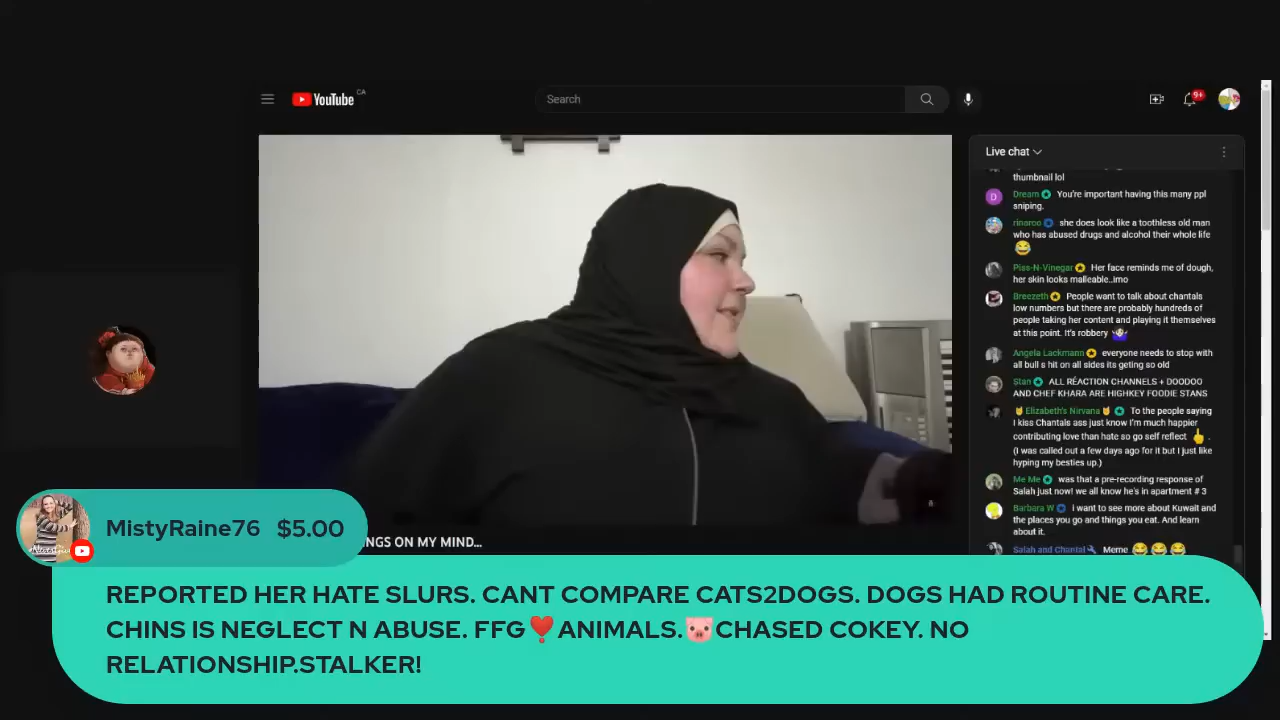 YouTube CA
Search
9+
Live chat
thumbnail lol
Dream You're important having this many ppl
sniping.
rinaroo she does look like a toothless old man
who has abused drugs and alcohol their whole life
😂
Piss-N-Vinegar Her face reminds me of dough,
her skin looks malleable..imo
Breezeth People want to talk about chantals
low numbers but there are probably hundreds of
people taking her content and playing it themselves
at this point. It's robbery 🤷🏻‍♀️
Angela Lackmann everyone needs to stop with
all bull s hit on all sides its geting so old
Stan ALL RÉACTION CHANNELS + DOODOO
AND CHEF KHARA ARE HIGHKEY FOODIE STANS
🤘Elizabeth's Nirvana🤘 To the people saying
I kiss Chantals ass just know I'm much happier
contributing love than hate so go self reflect 👆 .
(I was called out a few days ago for it but I just like
hyping my besties up.)
Me Me was that a pre-recording response of
Salah just now! we all know he's in apartment # 3
Barbara W I want to see more about Kuwait and
the places you go and things you eat. And learn
about it.
Salah and Chantal Meme 😂😂😂
MistyRaine76 $5.00
INGS ON MY MIND...
REPORTED HER HATE SLURS. CANT COMPARE CATS2DOGS. DOGS HAD ROUTINE CARE.
CHINS IS NEGLECT N ABUSE. FFG❣️ANIMALS.🐷CHASED COKEY. NO
RELATIONSHIP.STALKER!